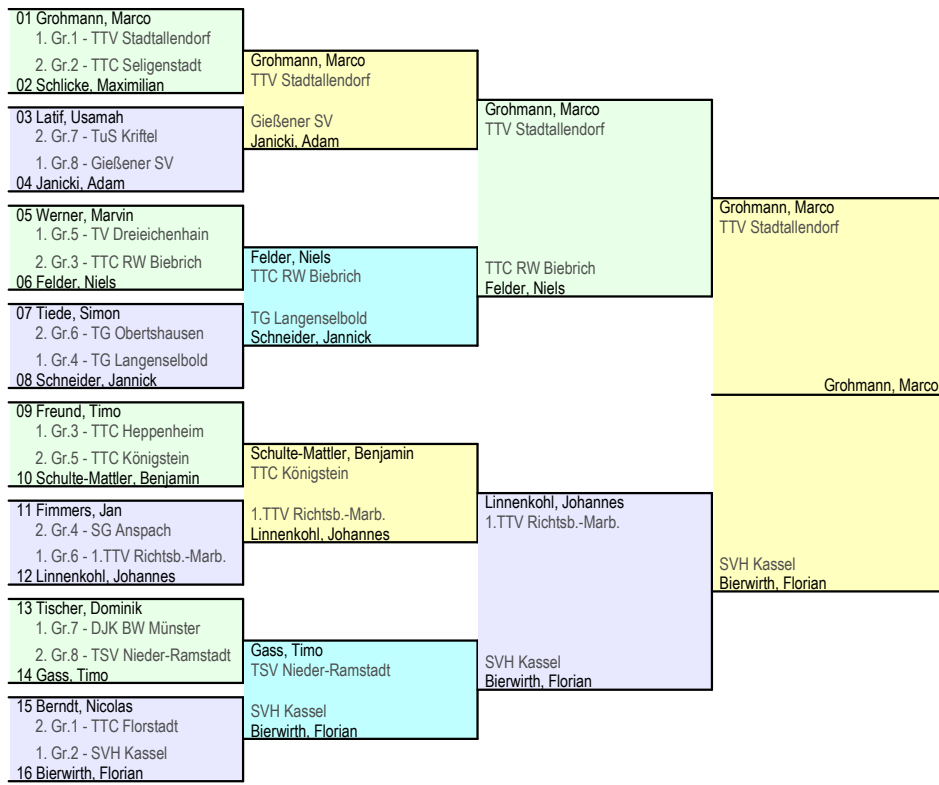 01 Grohmann, Marco
1. Gr.1 - TTV Stadtallendorf
2. Gr.2 - TTC Seligenstadt
02 Schlicke, Maximilian
03 Latif, Usamah
2. Gr.7 - TuS Kriftel
1. Gr.8 - Gießener SV
04 Janicki, Adam
05 Werner, Marvin
1. Gr.5 - TV Dreieichenhain
2. Gr.3 - TTC RW Biebrich
06 Felder, Niels
07 Tiede, Simon
2. Gr.6 - TG Obertshausen
1. Gr.4 - TG Langenselbold
08 Schneider, Jannick
09 Freund, Timo
1. Gr.3 - TTC Heppenheim
2. Gr.5 - TTC Königstein
10 Schulte-Mattler, Benjamin
11 Fimmers, Jan
2. Gr.4 - SG Anspach
1. Gr.6 - 1.TTV Richtsb.-Marb.
12 Linnenkohl, Johannes
13 Tischer, Dominik
1. Gr.7 - DJK BW Münster
2. Gr.8 - TSV Nieder-Ramstadt
14 Gass, Timo
15 Berndt, Nicolas
2. Gr.1 - TTC Florstadt
1. Gr.2 - SVH Kassel
16 Bierwirth, Florian
Grohmann, Marco
TTV Stadtallendorf
Gießener SV
Janicki, Adam
Felder, Niels
TTC RW Biebrich
TG Langenselbold
Schneider, Jannick
Schulte-Mattler, Benjamin
TTC Königstein
1.TTV Richtsb.-Marb.
Linnenkohl, Johannes
Gass, Timo
TSV Nieder-Ramstadt
SVH Kassel
Bierwirth, Florian
Grohmann, Marco
TTV Stadtallendorf
TTC RW Biebrich
Felder, Niels
Linnenkohl, Johannes
1.TTV Richtsb.-Marb.
SVH Kassel
Bierwirth, Florian
Grohmann, Marco
TTV Stadtallendorf
SVH Kassel
Bierwirth, Florian
Grohmann, Marco